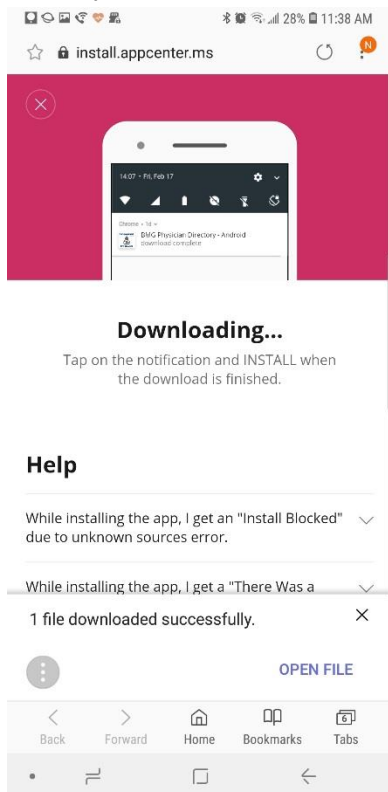 28% 11:38 AM
install.appcenter.ms
N
14:07 • Fri, Feb 17
Chrome • 1d
BMG Physician Directory - Android
download complete
Downloading...
Tap on the notification and INSTALL when
the download is finished.
Help
While installing the app, I get an "Install Blocked"
due to unknown sources error.
While installing the app, I get a "There Was a
1 file downloaded successfully.
OPEN FILE
6
Back Forward Home Bookmarks Tabs